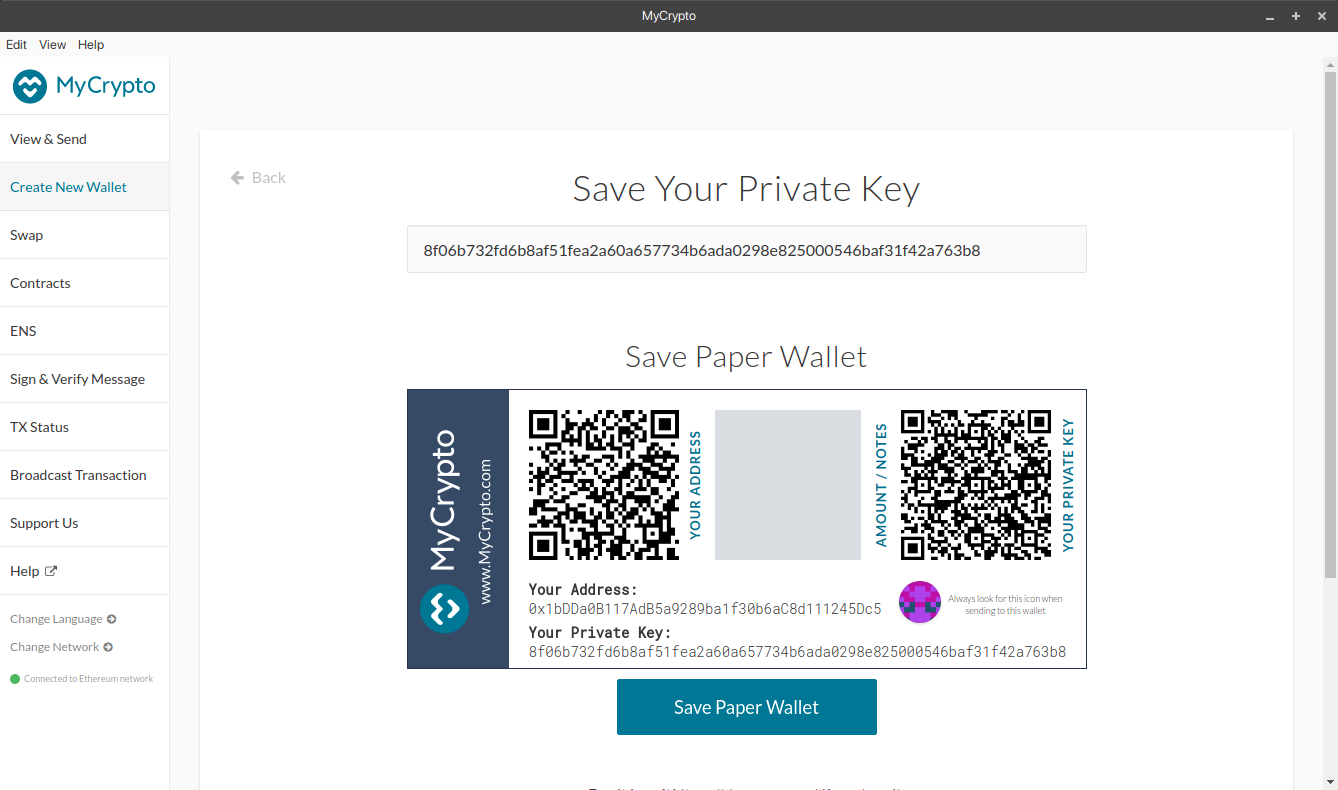 MyCrypto
Edit View Help
MyCrypto
View & Send
Create New Wallet
Swap
Contracts
ENS
Sign & Verify Message
TX Status
Broadcast Transaction
Support Us
Help
Change Language
Change Network
Connected to Ethereum network
Back
Save Your Private Key
8f06b732fd6b8af51fea2a60a657734b6ada0298e825000546baf31f42a763b8
Save Paper Wallet
MyCrypto
www.MyCrypto.com
YOUR ADDRESS
AMOUNT / NOTES
YOUR PRIVATE KEY
Your Address:
0x1bDDa0B117AdB5a9289ba1f30b6aC8d111245Dc5
Always look for this icon when
sending to this wallet
Your Private Key:
8f06b732fd6b8af51fea2a60a657734b6ada0298e825000546baf31f42a763b8
Save Paper Wallet